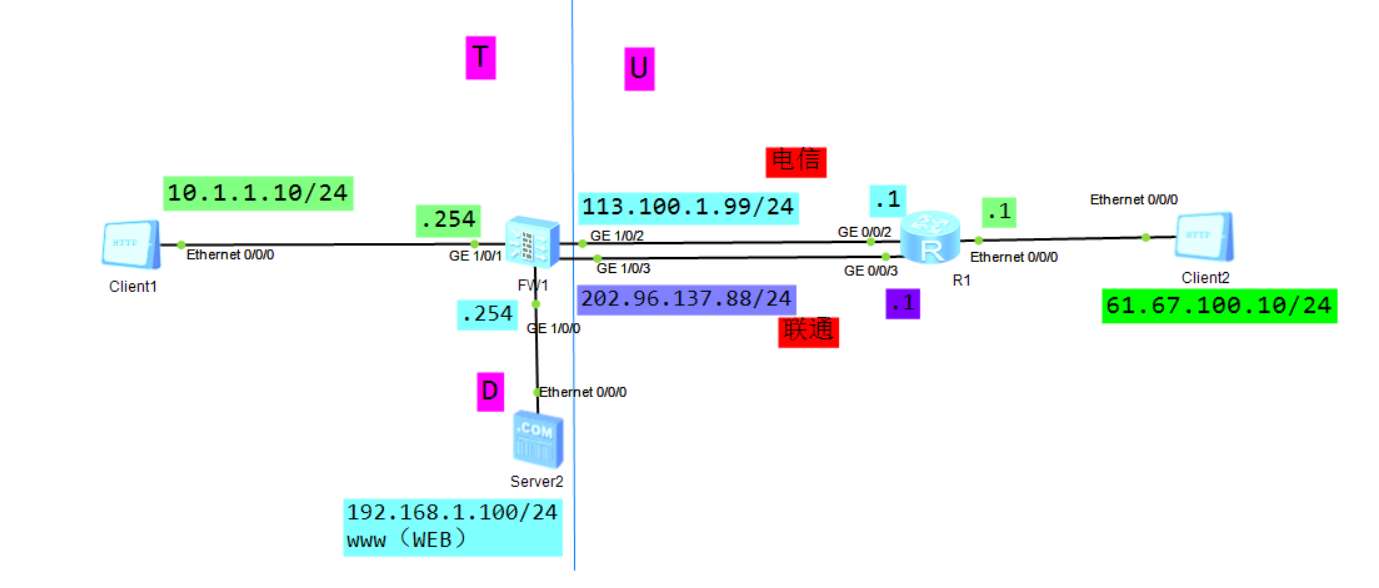 T
U
电信
10.1.1.10/24
113.100.1.99/24
.1
.1
Ethernet 0/0/0
.254
GE 1/0/2
GE 0/0/2
HTTP
Ethernet 0/0/0
GE 1/0/1
GE 1/0/3
GE 0/0/3
R
Ethernet 0/0/0
HTTP
Client1
FW1
R1
Client2
.254
202.96.137.88/24
.1
61.67.100.10/24
GE 1/0/0
联通
D
Ethernet 0/0/0
.COM
Server2
192.168.1.100/24
www（WEB）